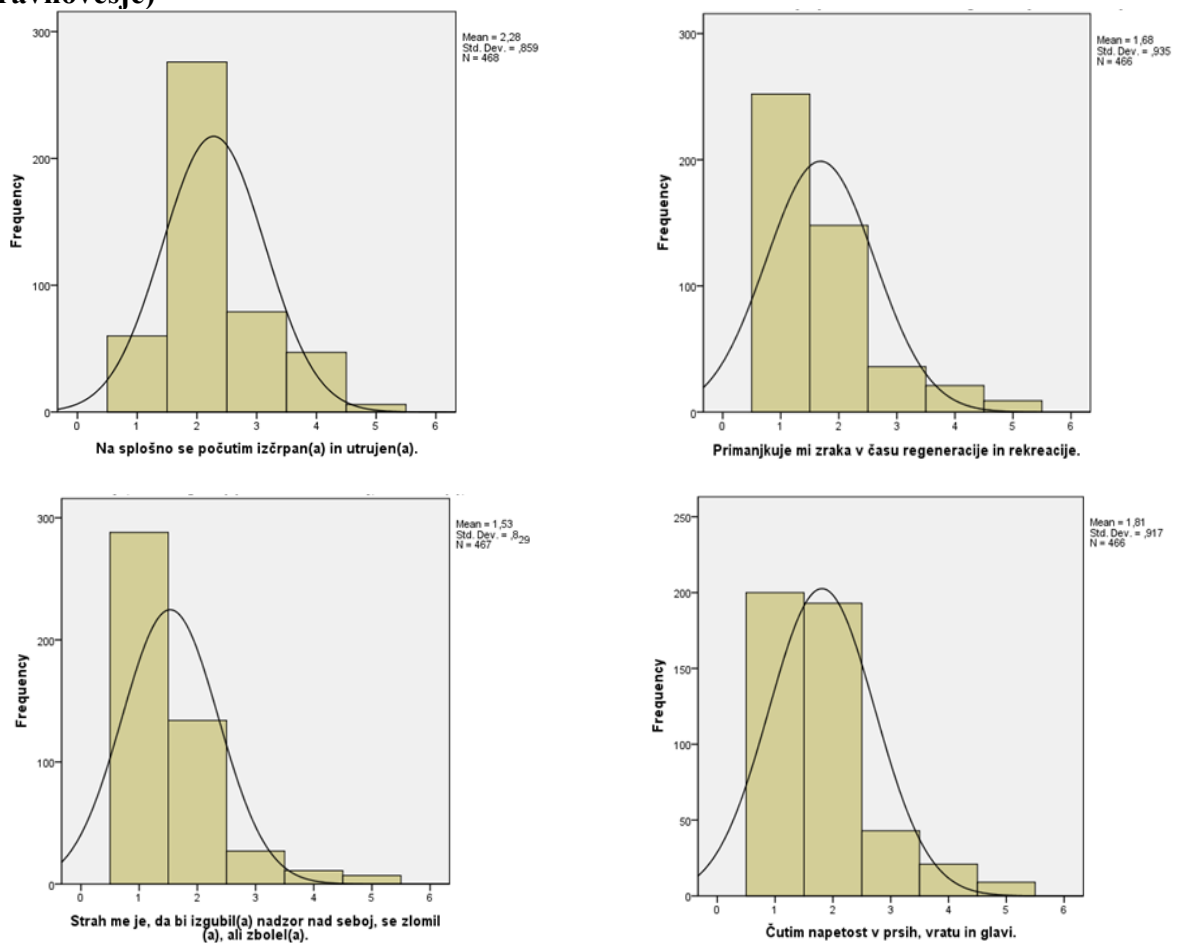 ravnovesje)
Mean = 2,28
Std. Dev. = ,859
N = 468
Frequency
300
200
100
0
0 1 2 3 4 5 6
Na splošno se počutim izčrpan(a) in utrujen(a).
Mean = 1,68
Std. Dev. = ,935
N = 466
Frequency
300
200
100
0
0 1 2 3 4 5 6
Primanjkuje mi zraka v času regeneracije in rekreacije.
Mean = 1,53
Std. Dev. = ,829
N = 467
Frequency
300
200
100
0
0 1 2 3 4 5 6
Strah me je, da bi izgubil(a) nadzor nad seboj, se zlomil
(a), ali zbolel(a).
Mean = 1,81
Std. Dev. = ,917
N = 466
Frequency
250
200
150
100
50
0
0 1 2 3 4 5 6
Čutim napetost v prsih, vratu in glavi.